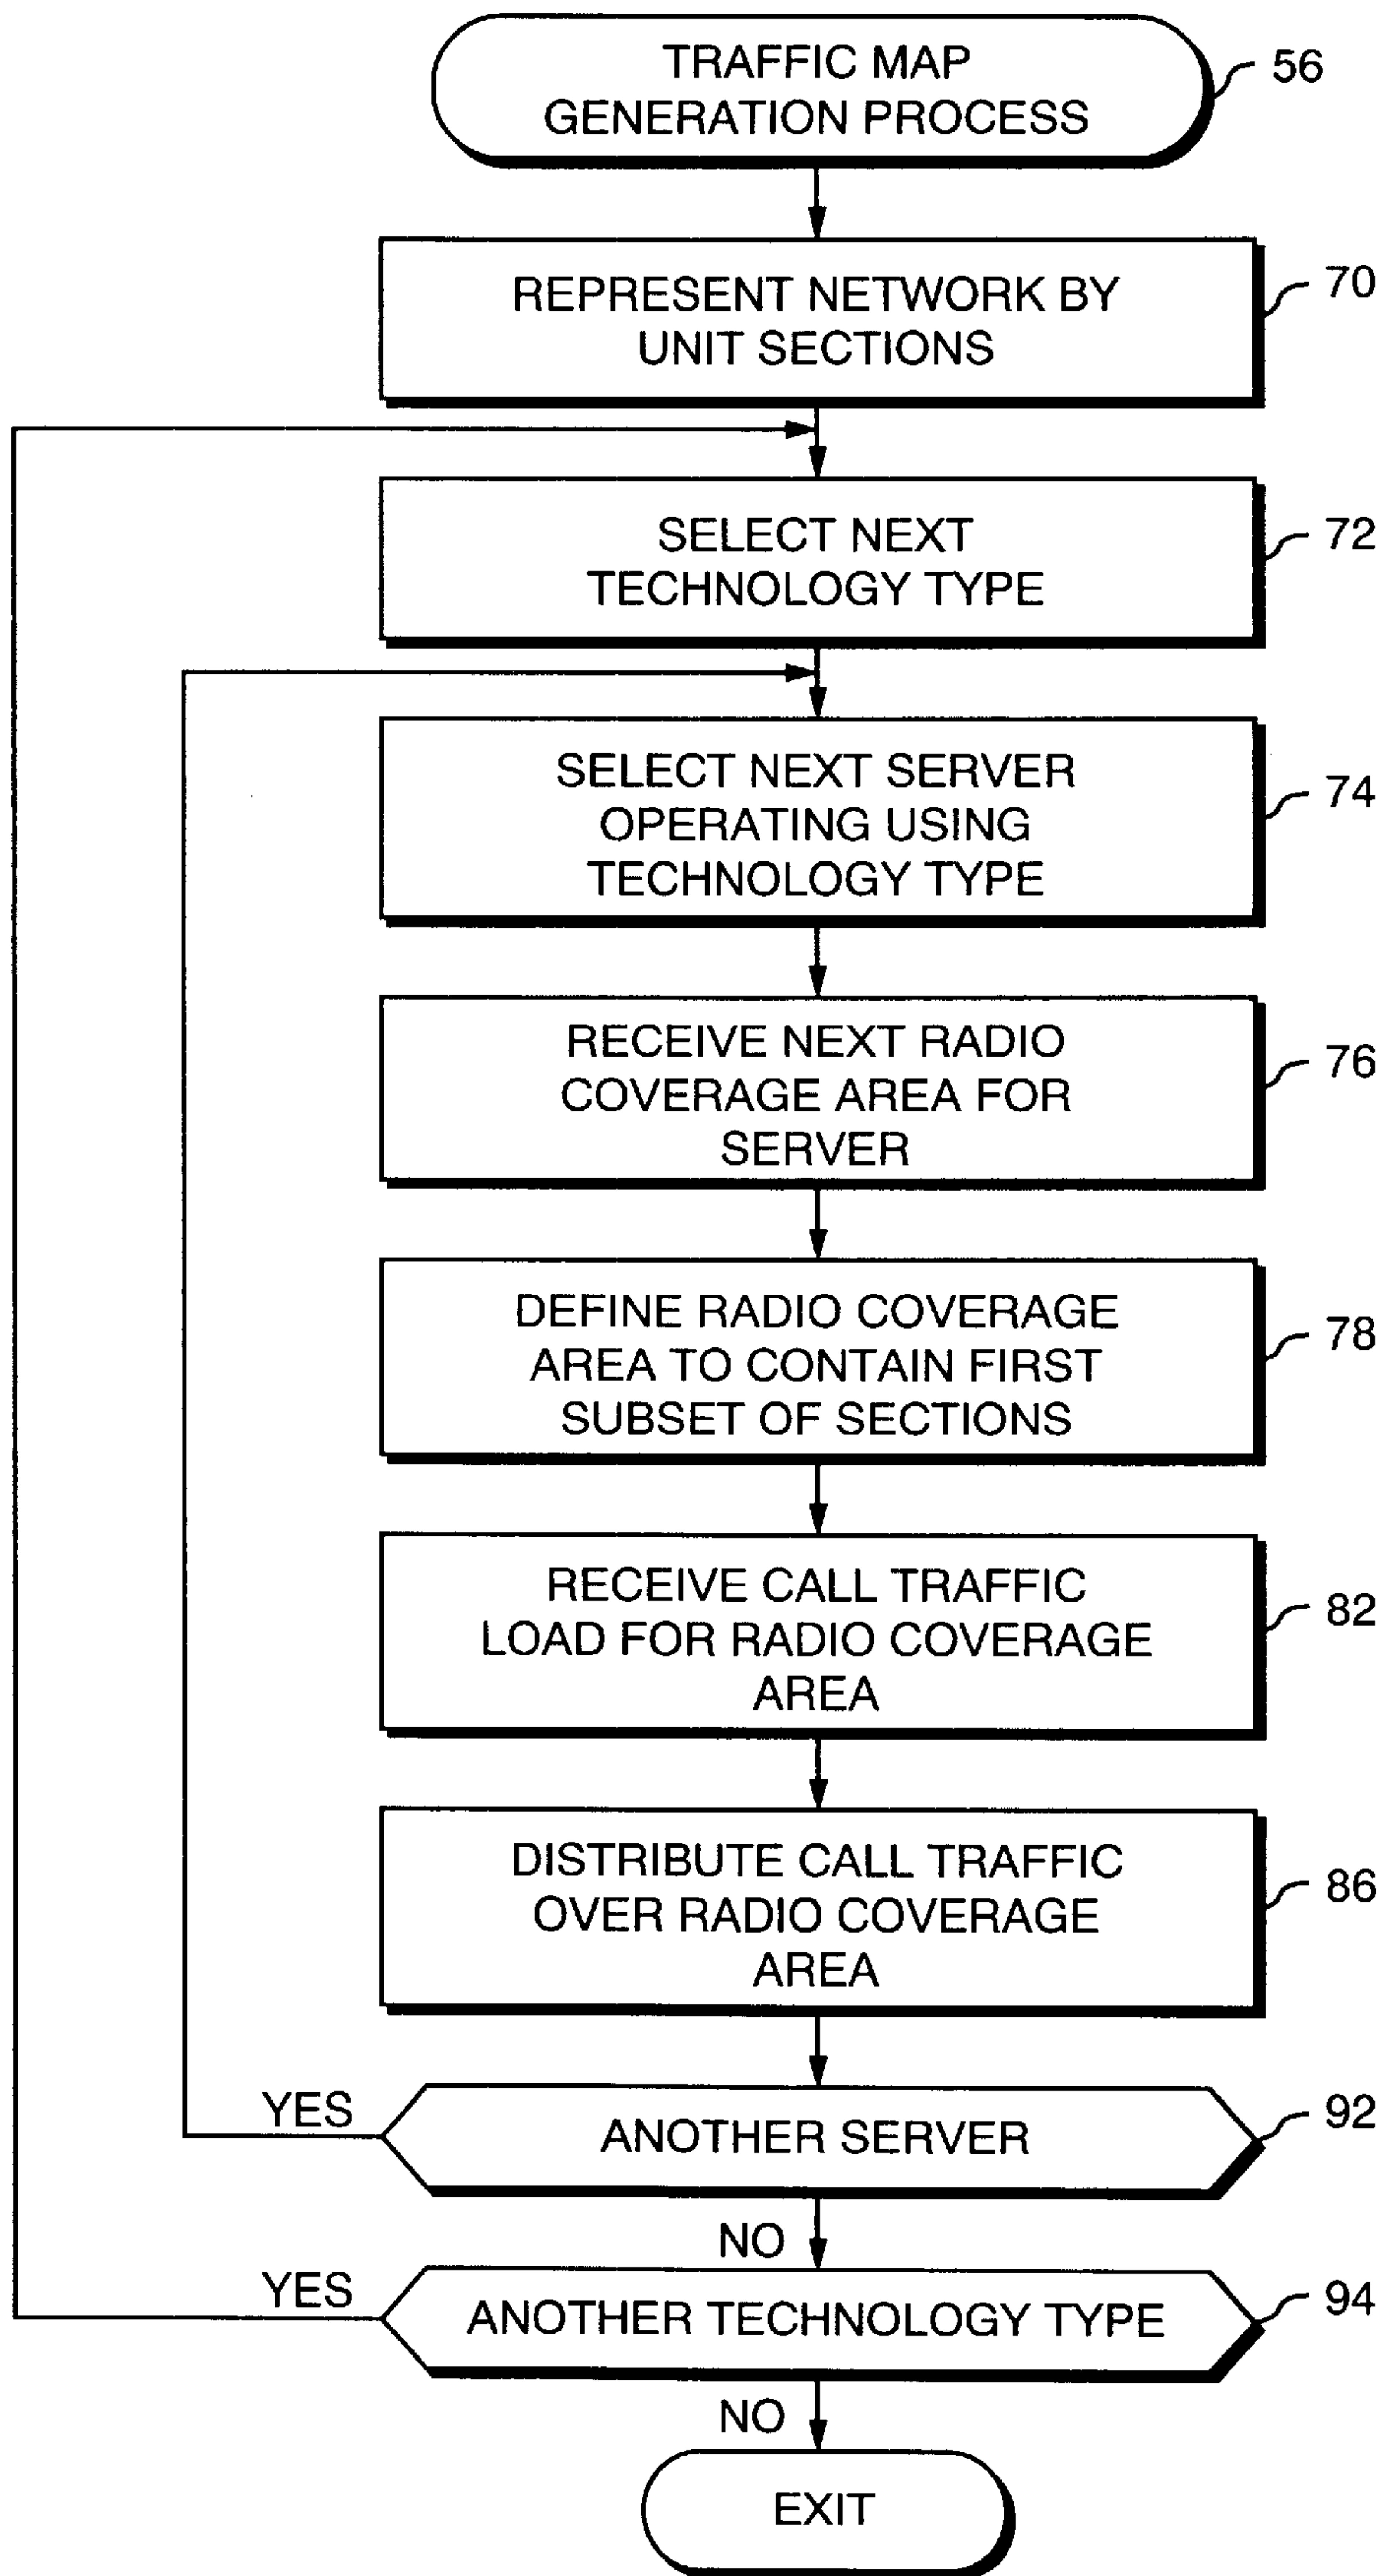 TRAFFIC MAP
GENERATION PROCESS
56
REPRESENT NETWORK BY
UNIT SECTIONS
70
SELECT NEXT
TECHNOLOGY TYPE
72
SELECT NEXT SERVER
OPERATING USING
TECHNOLOGY TYPE
74
RECEIVE NEXT RADIO
COVERAGE AREA FOR
SERVER
76
DEFINE RADIO COVERAGE
AREA TO CONTAIN FIRST
SUBSET OF SECTIONS
78
RECEIVE CALL TRAFFIC
LOAD FOR RADIO COVERAGE
AREA
82
DISTRIBUTE CALL TRAFFIC
OVER RADIO COVERAGE
AREA
86
YES
ANOTHER SERVER
92
NO
YES
ANOTHER TECHNOLOGY TYPE
94
NO
EXIT